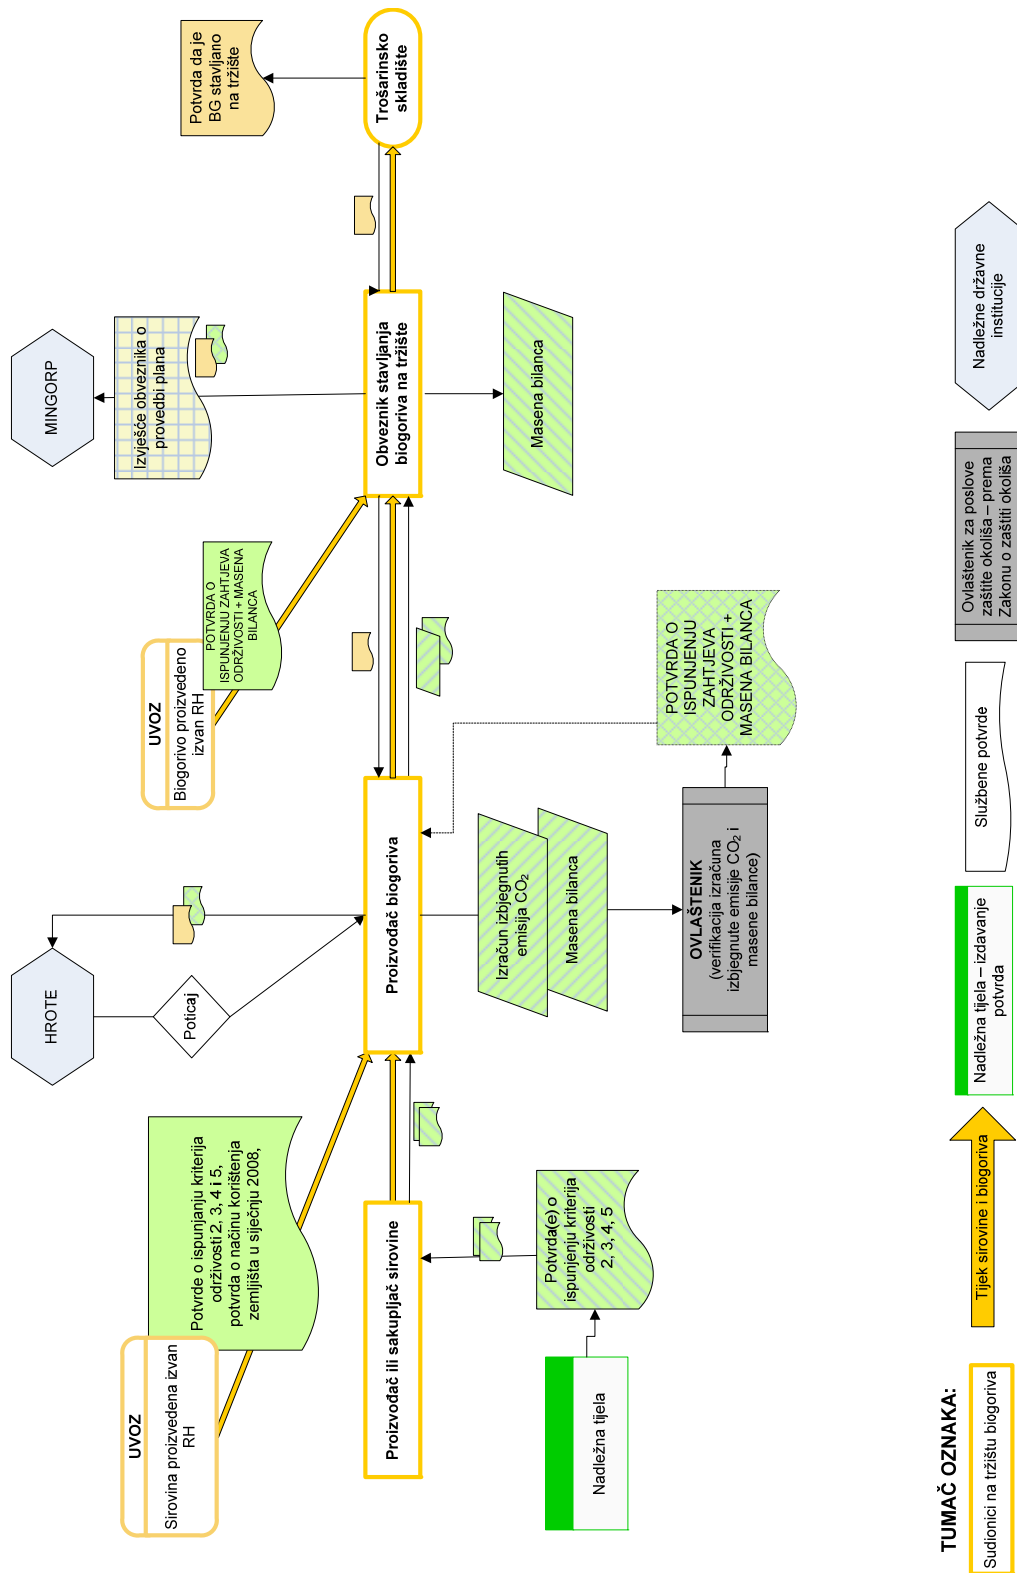 UVOZ
Sirovina proizvedena izvan
RH
Potvrde o ispunjanju kriterija
održivosti 2, 3, 4 i 5,
potvrda o načinu korištenja
zemljišta u siječnju 2008,
HROTE
Poticaj
UVOZ
Biogorivo proizvedeno
izvan RH
POTVRDA O
ISPUNJENJU ZAHTJEVA
ODRŽIVOSTI + MASENA
BILANCA
MINGORP
Izvješće obveznika o
provedbi plana
Potvrda da je
BG stavljano
na tržište
Proizvođač ili sakupljač sirovine
Proizvođač biogoriva
Obveznik stavljanja
biogoriva na tržište
Trošarinsko
skladište
Nadležna tijela
Potvrda(e) o
ispunjenju kriterija
održivosti
2, 3, 4, 5
Izračun izbjegnutih
emisija CO₂
Masena bilanca
OVLAŠTENIK
(verifikacija izračuna
izbjegnute emisije CO₂ i
masene bilance)
POTVRDA O
ISPUNJENJU
ZAHTJEVA
ODRŽIVOSTI +
MASENA BILANCA
Masena bilanca
TUMAČ OZNAKA:
Sudionici na tržištu biogoriva
Tijek sirovine i biogoriva
Nadležna tijela – izdavanje
potvrda
Službene potvrde
Ovlaštenik za poslove
zaštite okoliša – prema
Zakonu o zaštiti okoliša
Nadležne državne
institucije